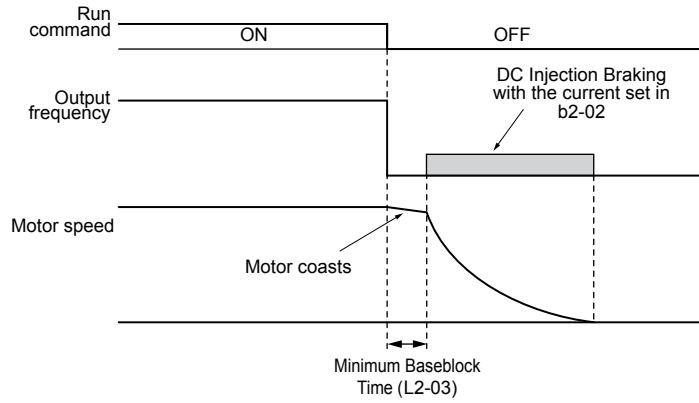 Run
command
ON
OFF
DC Injection Braking
with the current set in
b2-02
Output
frequency
Motor speed
Motor coasts
Minimum Baseblock
Time (L2-03)